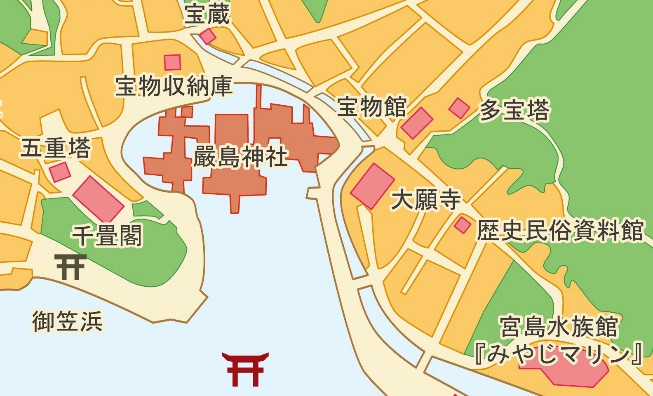 宝蔵
宝物収納庫
宝物館
多宝塔
五重塔
嚴島神社
大願寺
千畳閣
歴史民俗資料館
御笠浜
宮島水族館
『みやじマリン』